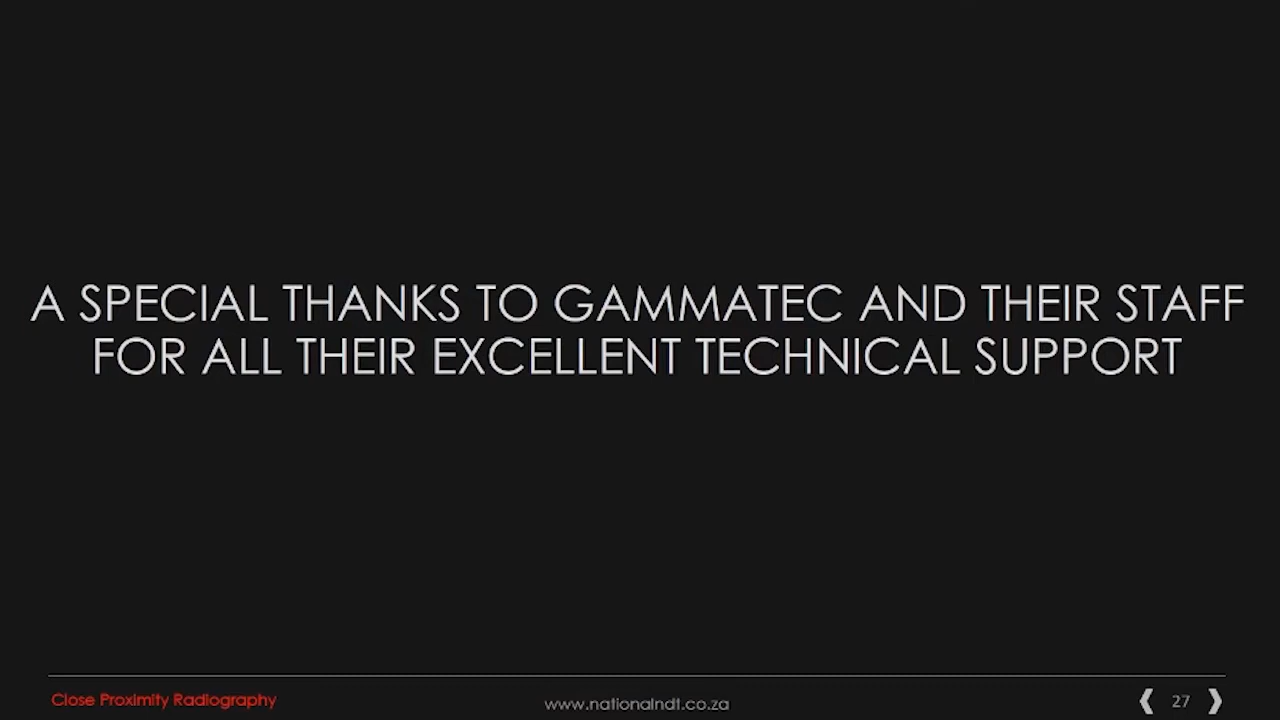 A SPECIAL THANKS TO GAMMATEC AND THEIR STAFF
FOR ALL THEIR EXCELLENT TECHNICAL SUPPORT
Close Proximity Radiography
www.nationalndt.co.za
27